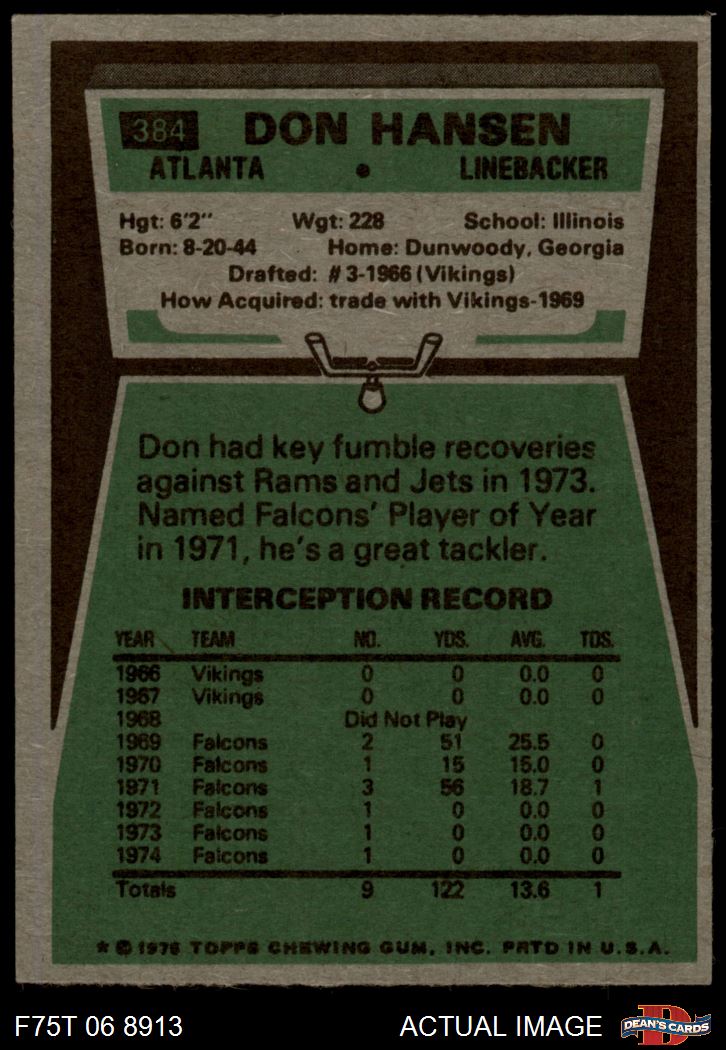 384 DON HANSEN
ATLANTA • LINEBACKER
Hgt: 6'2" Wgt: 228 School: Illinois
Born: 8-20-44 Home: Dunwoody, Georgia
Drafted: #3-1966 (Vikings)
How Acquired: trade with Vikings-1969
Don had key fumble recoveries
against Rams and Jets in 1973.
Named Falcons' Player of Year
in 1971, he's a great tackler.
INTERCEPTION RECORD
YEAR TEAM NO. YDS. AVG. TDS.
1966 Vikings 0 0 0.0 0
1967 Vikings 0 0 0.0 0
1968 Did Not Play
1969 Falcons 2 51 25.5 0
1970 Falcons 1 15 15.0 0
1971 Falcons 3 56 18.7 1
1972 Falcons 1 0 0.0 0
1973 Falcons 1 0 0.0 0
1974 Falcons 1 0 0.0 0
Totals 9 122 13.6 1
* © 1975 TOPPS CHEWING GUM, INC. PRTD IN U.S.A.
F75T 06 8913 ACTUAL IMAGE D DEAN'S CARDS